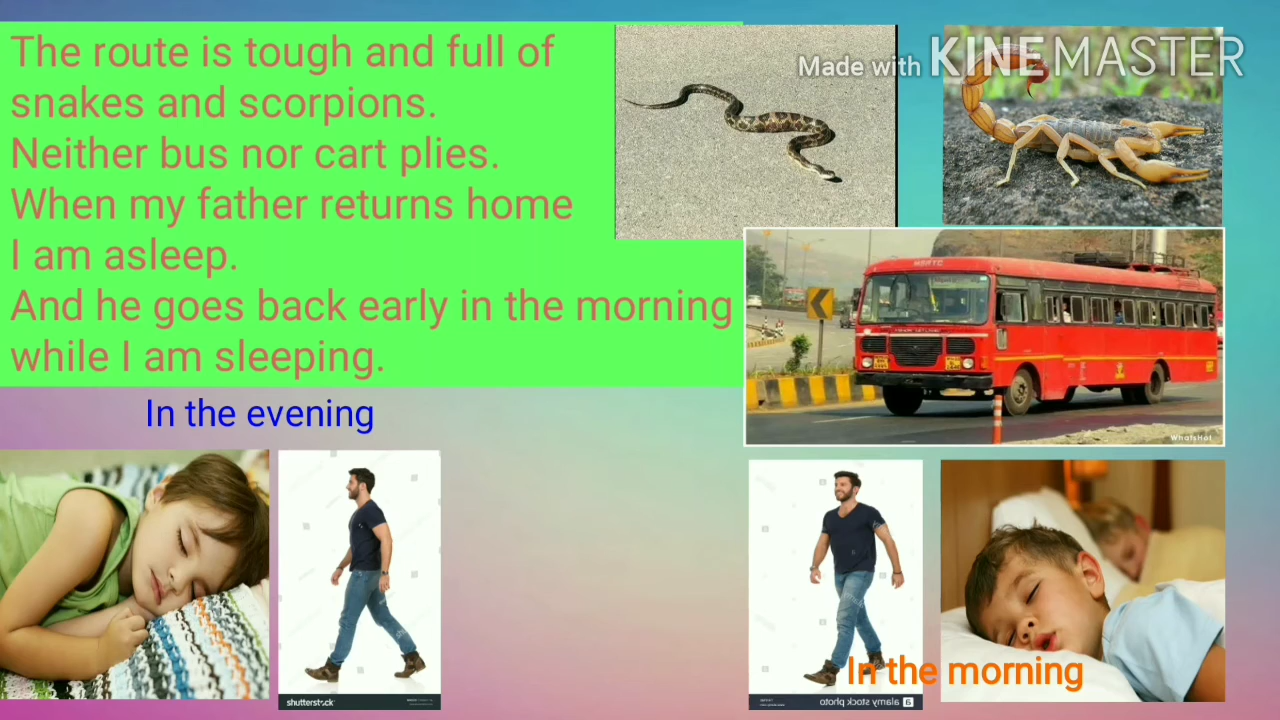 The route is tough and full of
snakes and scorpions.
Neither bus nor cart plies.
When my father returns home
I am asleep.
And he goes back early in the morning
while I am sleeping.
Made with KINEMASTER
WhatsHot
In the evening
In the morning
shutterstock
alamy stock photo